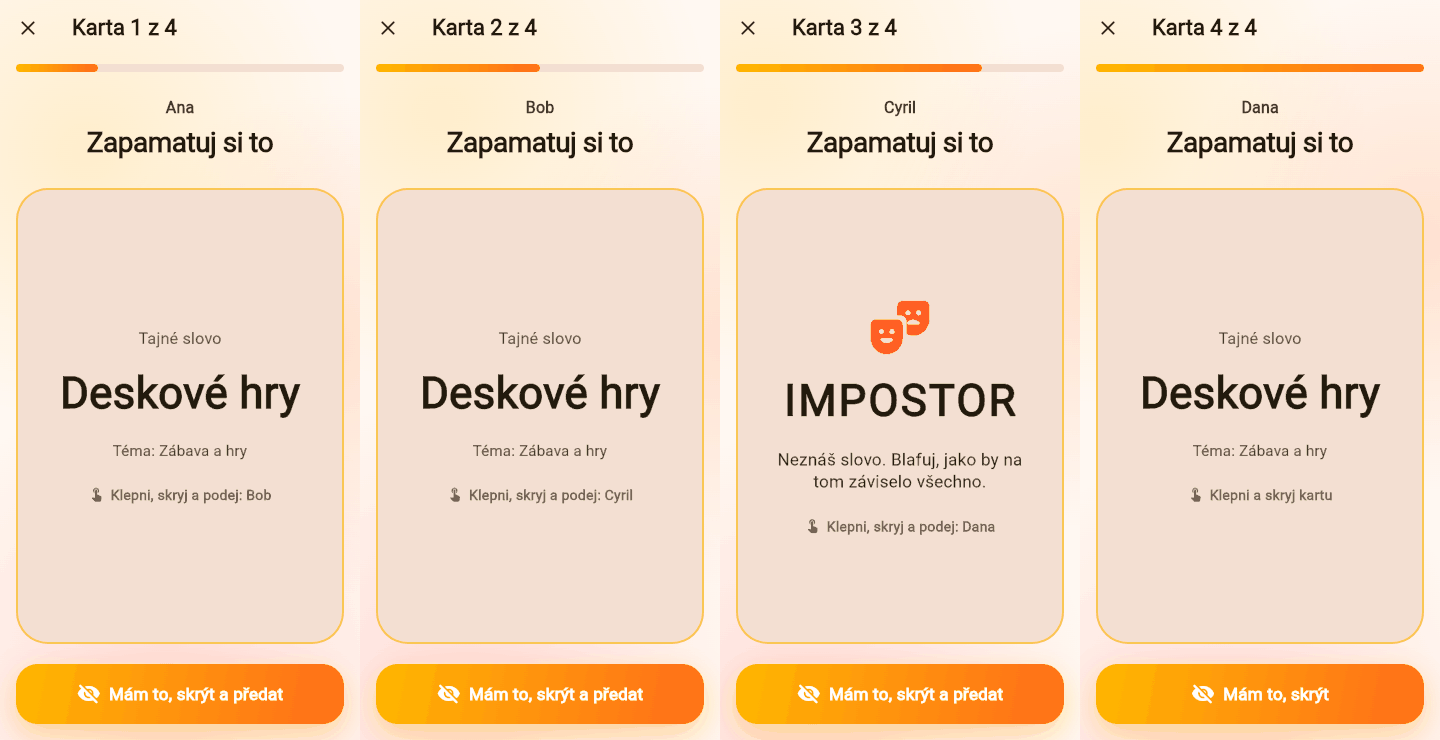 Karta 1 z 4
Ana
Zapamatuj si to
Tajné slovo
Deskové hry
Téma: Zábava a hry
Klepni, skryj a podej: Bob
Mám to, skrýt a předat
Karta 2 z 4
Bob
Zapamatuj si to
Tajné slovo
Deskové hry
Téma: Zábava a hry
Klepni, skryj a podej: Cyril
Mám to, skrýt a předat
Karta 3 z 4
Cyril
Zapamatuj si to
IMPOSTOR
Neznáš slovo. Blafuj, jako by na
tom záviselo všechno.
Klepni, skryj a podej: Dana
Mám to, skrýt a předat
Karta 4 z 4
Dana
Zapamatuj si to
Tajné slovo
Deskové hry
Téma: Zábava a hry
Klepni a skryj kartu
Mám to, skrýt